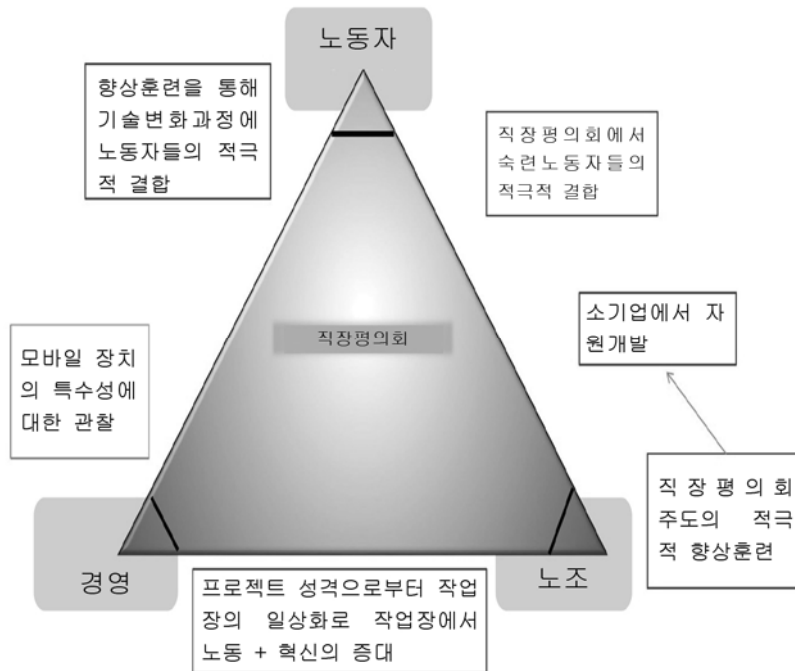 노동자
향상훈련을 통해
기술변화과정에
노동자들의 적극
적 결합
직장평의회에서
숙련노동자들의
적극적 결합
직장평의회
소기업에서 자
원개발
모바일 장치
의 특수성에
대한 관찰
직장평의회
주도의 적극
적 향상훈련
경영
노조
프로젝트 성격으로부터 작업
장의 일상화로 작업장에서
노동 + 혁신의 증대